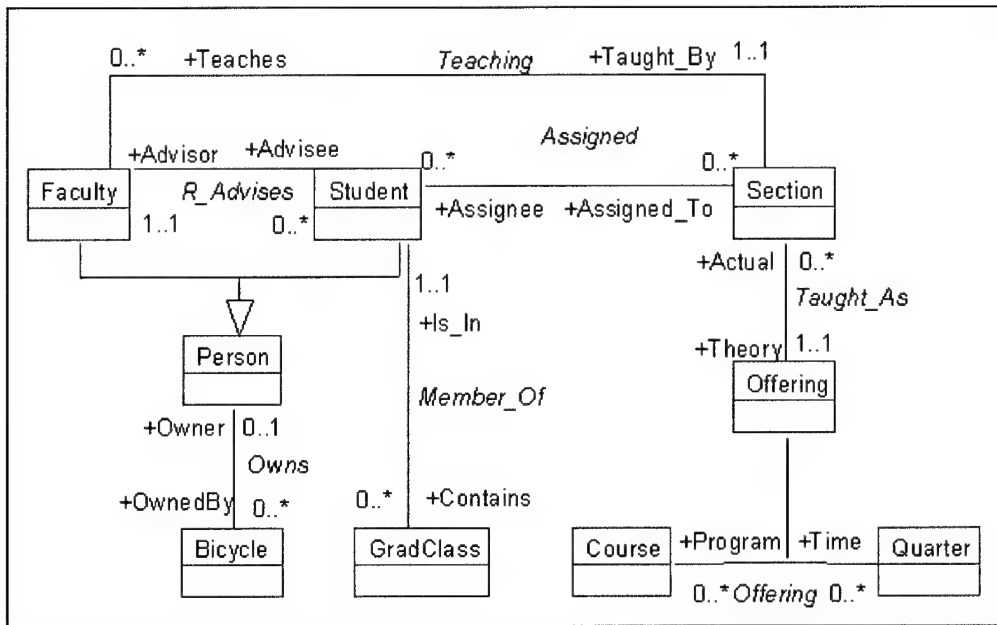 0..* +Teaches Teaching +Taught_By 1..1
Assigned
+Advisor +Advisee 0..* 0..*
Faculty R_Advises Student Section
+Assignee +Assigned_To
1..1 0..*
+Actual 0..*
1..1 Taught_As
+Is_In
+Theory 1..1
Person Offering
Member_Of
+Owner 0..1
Owns
+OwnedBy 0..* 0..* +Contains
Bicycle GradClass Course +Program +Time Quarter
0..* Offering 0..*